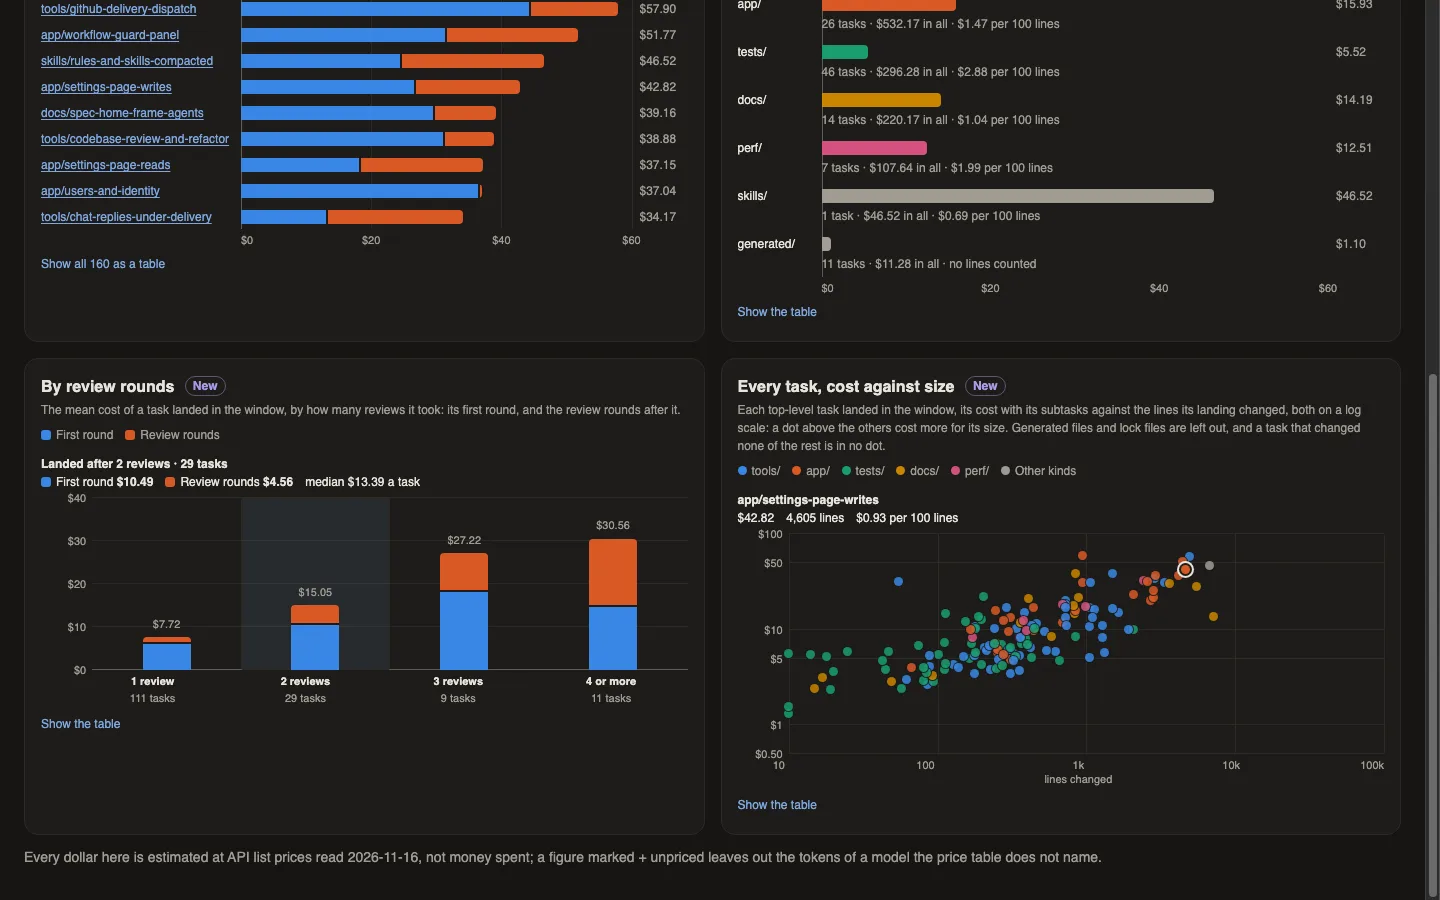 tools/github-delivery-dispatch $57.90
app/workflow-guard-panel $51.77
skills/rules-and-skills-compacted $46.52
app/settings-page-writes $42.82
docs/spec-home-frame-agents $39.16
tools/codebase-review-and-refactor $38.88
app/settings-page-reads $37.15
app/users-and-identity $37.04
tools/chat-replies-under-delivery $34.17
$0 $20 $40 $60
Show all 160 as a table
app/ $15.93
26 tasks · $532.17 in all · $1.47 per 100 lines
tests/ $5.52
46 tasks · $296.28 in all · $2.88 per 100 lines
docs/ $14.19
14 tasks · $220.17 in all · $1.04 per 100 lines
perf/ $12.51
7 tasks · $107.64 in all · $1.99 per 100 lines
skills/ $46.52
1 task · $46.52 in all · $0.69 per 100 lines
generated/ $1.10
11 tasks · $11.28 in all · no lines counted
$0 $20 $40 $60
Show the table
By review rounds New
The mean cost of a task landed in the window, by how many reviews it took: its first round, and the review rounds after it.
First round Review rounds
Landed after 2 reviews · 29 tasks
First round $10.49 Review rounds $4.56 median $13.39 a task
$40
$30
$20
$10
$0
$7.72
$15.05
$27.22
$30.56
1 review 2 reviews 3 reviews 4 or more
111 tasks 29 tasks 9 tasks 11 tasks
Show the table
Every task, cost against size New
Each top-level task landed in the window, its cost with its subtasks against the lines its landing changed, both on a log
scale: a dot above the others cost more for its size. Generated files and lock files are left out, and a task that changed
none of the rest is in no dot.
tools/ app/ tests/ docs/ perf/ Other kinds
app/settings-page-writes
$42.82 4,605 lines $0.93 per 100 lines
$100
$50
$10
$5
$1
$0.50
10 100 1k 10k 100k
lines changed
Show the table
Every dollar here is estimated at API list prices read 2026-11-16, not money spent; a figure marked + unpriced leaves out the tokens of a model the price table does not name.